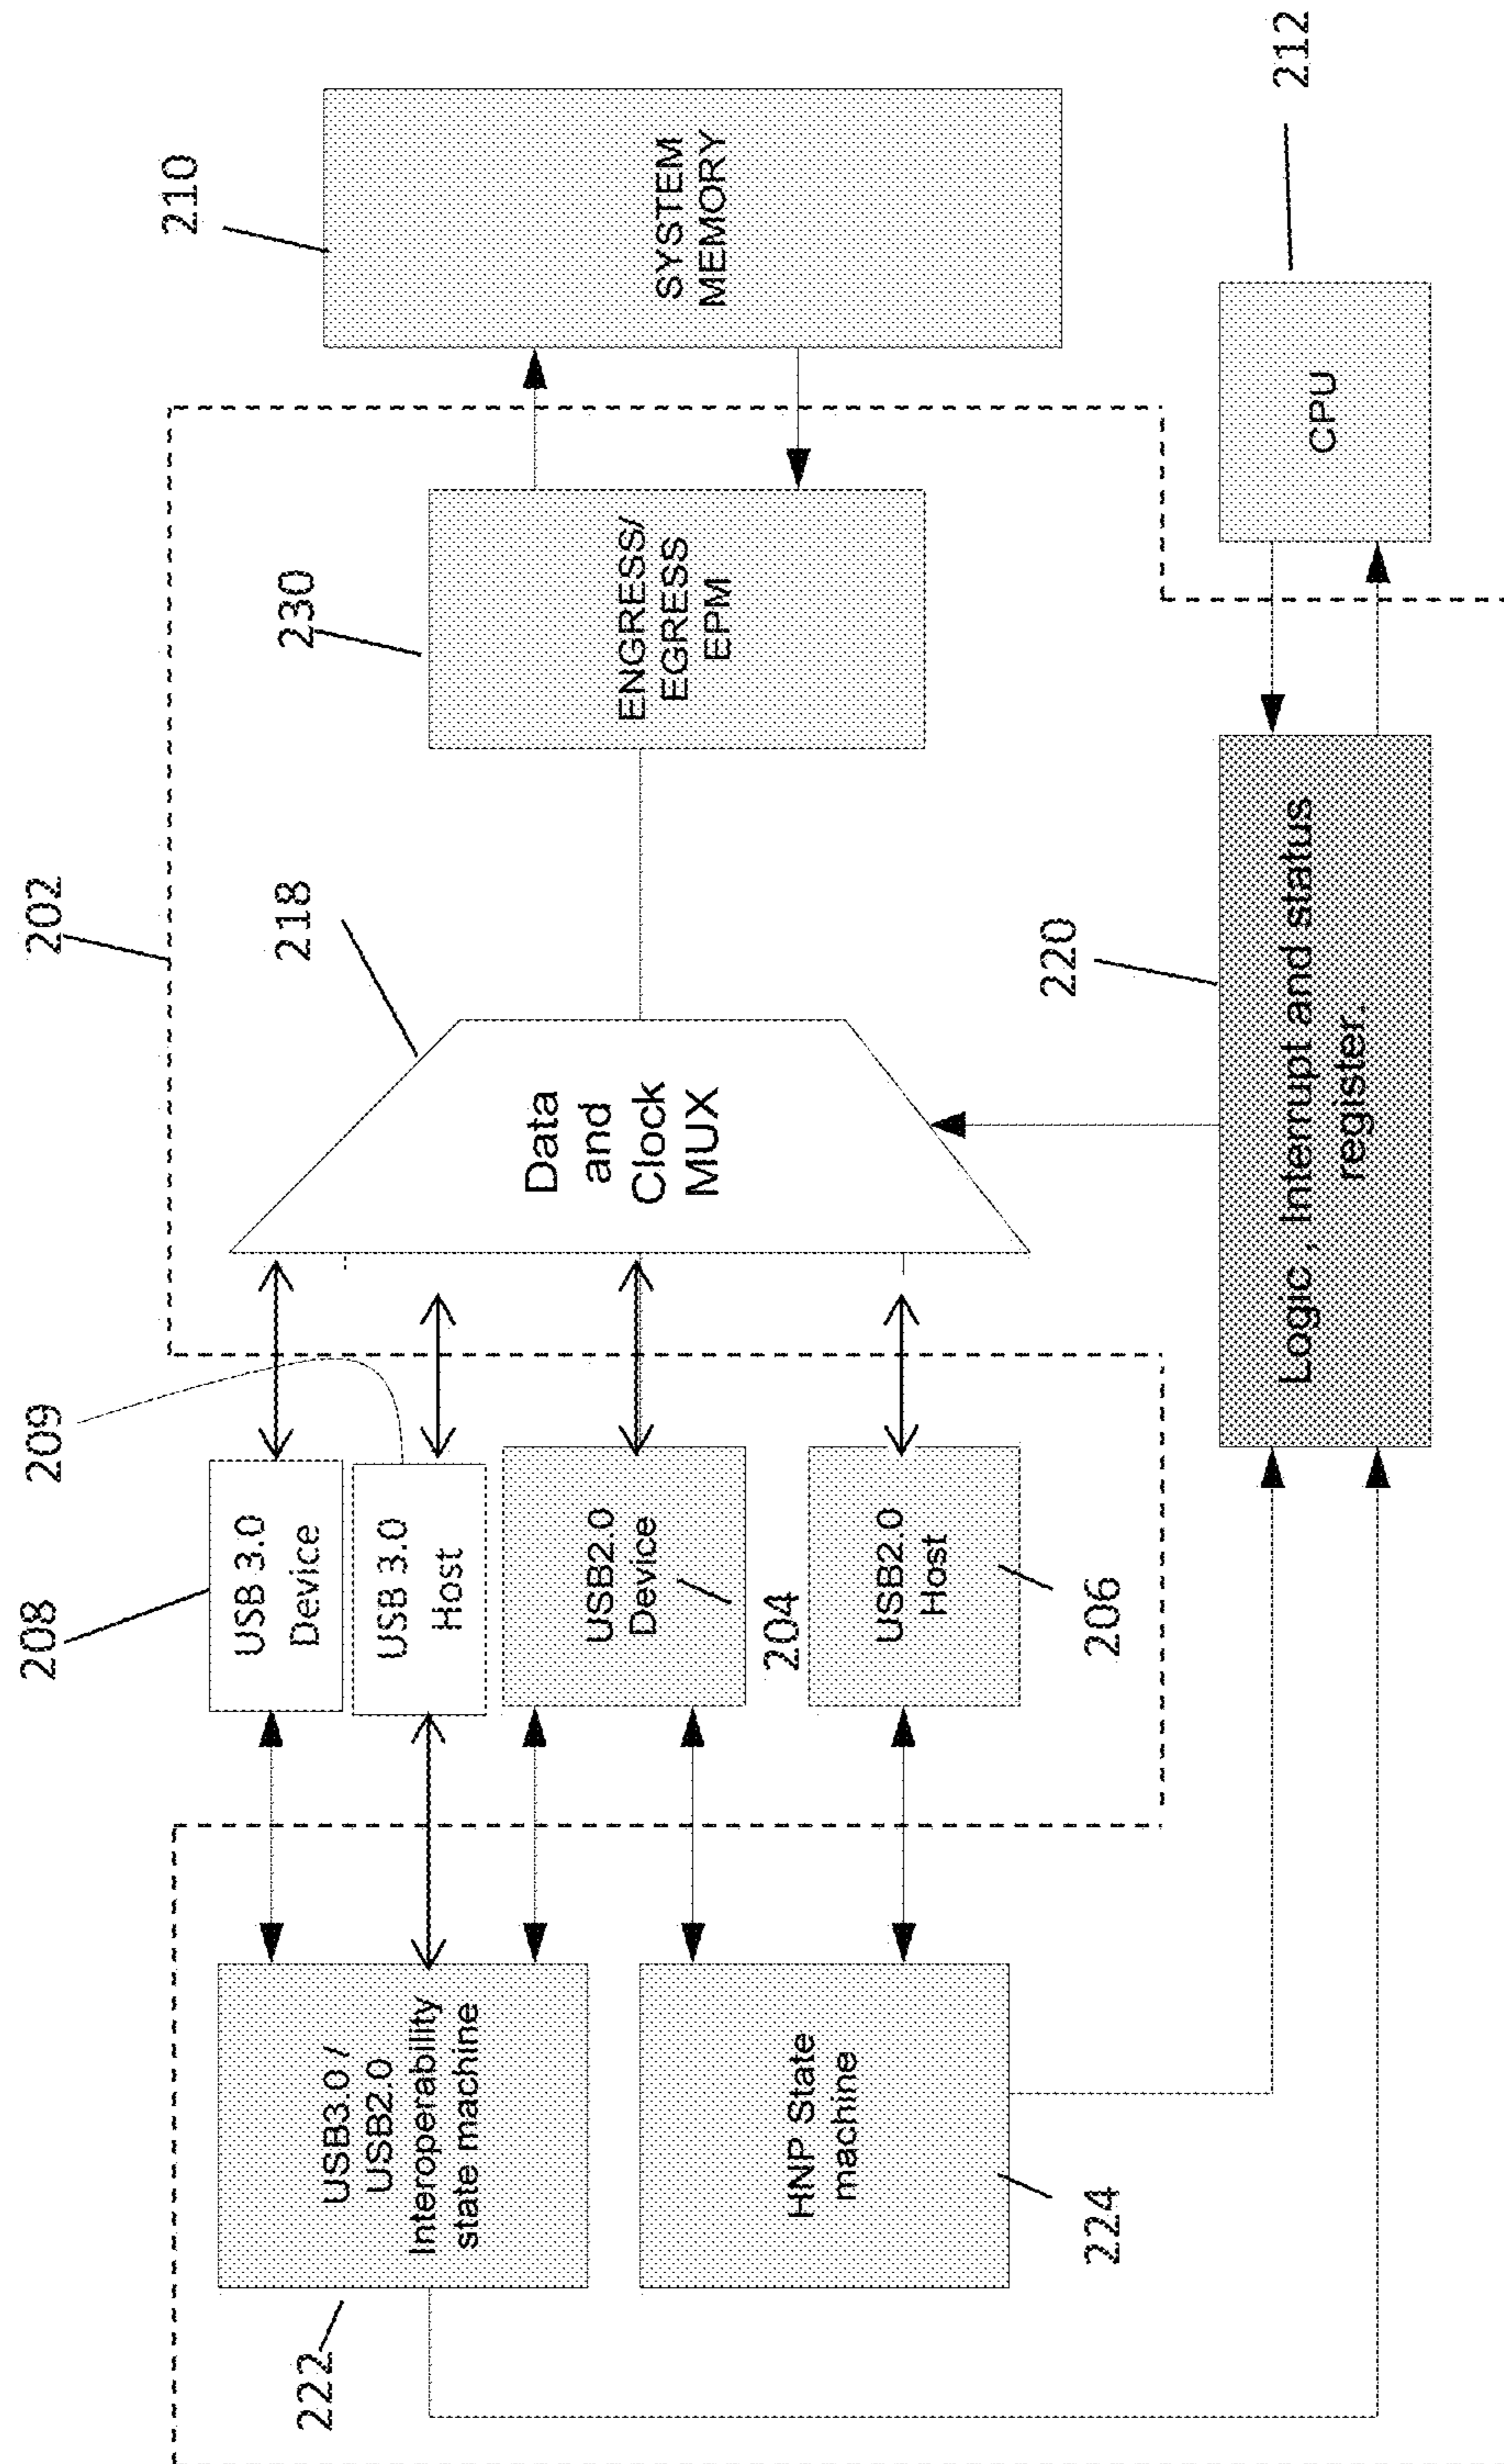 202
210
208
209
218
230
222
USB3.0 /
USB2.0
Interoperability
state machine
USB 3.0
Device
USB 3.0
Host
USB2.0
Device
204
USB2.0
Host
206
Data
and
Clock
MUX
ENGRESS/
EGRESS
EPM
SYSTEM
MEMORY
HNP State
machine
224
220
Logic , Interrupt and status
register.
CPU
212